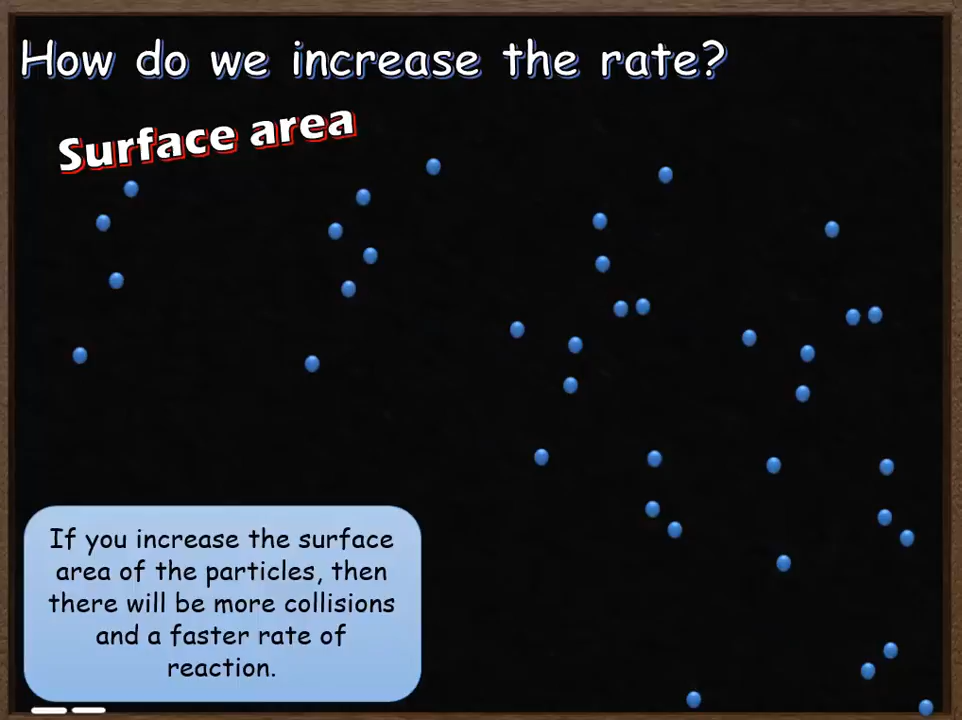 How do we increase the rate?
Surface area
If you increase the surface
area of the particles, then
there will be more collisions
and a faster rate of
reaction.